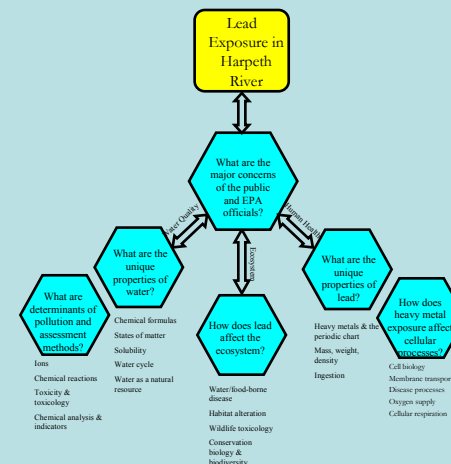 Lead
Exposure in
Harpeth
River
What are the
major concerns
of the public
and EPA
officials?
Water Quality
Ecosystem
Human Health
What are the
unique
properties of
water?
What are
determinants of
pollution and
assessment
methods?
Ions
Chemical reactions
Toxicity &
toxicology
Chemical analysis &
indicators
Chemical formulas
States of matter
Solubility
Water cycle
Water as a natural
resource
How does lead
affect the
ecosystem?
Water/food-borne
disease
Habitat alteration
Wildlife toxicology
Conservation
biology &
biodiversity
What are the
unique
properties of
lead?
Heavy metals & the
periodic chart
Mass, weight,
density
Ingestion
How does
heavy metal
exposure affect
cellular
processes?
Cell biology
Membrane transport
Disease processes
Oxygen supply
Cellular respiration